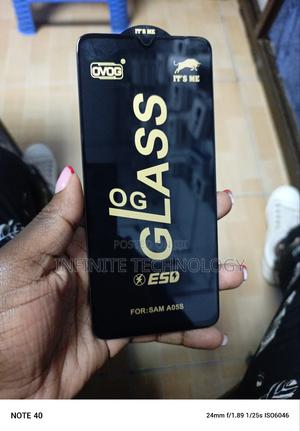 IT'S ME
OVOG
IT'S ME
OG
GLASS
ESD
FOR:SAM A05S
INFINITE TECHNOLOGY
NOTE 40
24mm f/1.89 1/25s ISO6046